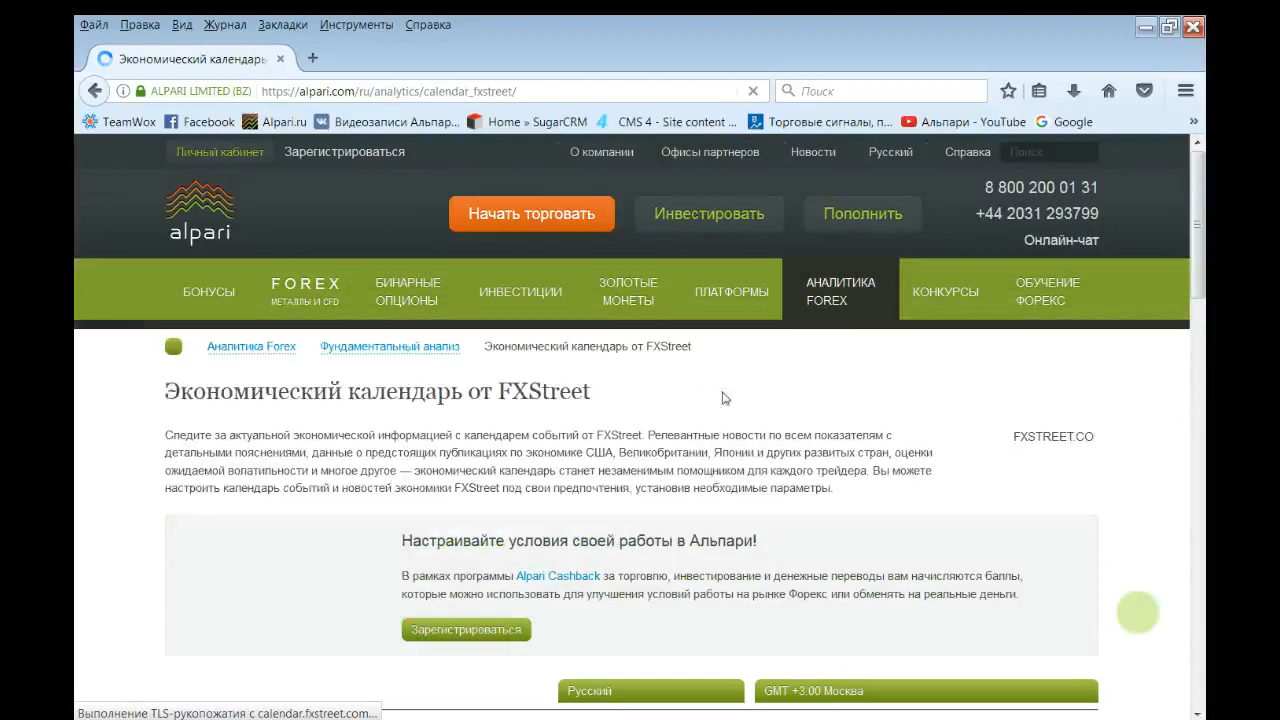 Файл Правка Вид Журнал Закладки Инструменты Справка
Экономический календарь
ALPARI LIMITED (BZ) https://alpari.com/ru/analytics/calendar_fxstreet/ Поиск
TeamWox Facebook Alpari.ru Видеозаписи Альпар... Home » SugarCRM CMS 4 - Site content ... Торговые сигналы, п... Альпари - YouTube Google
Личный кабинет Зарегистрироваться О компании Офисы партнеров Новости Русский Справка Поиск
alpari
Начать торговать Инвестировать Пополнить
8 800 200 01 31
+44 2031 293799
Онлайн-чат
БОНУСЫ
FOREX
МЕТАЛЛЫ И CFD
БИНАРНЫЕ
ОПЦИОНЫ
ИНВЕСТИЦИИ
ЗОЛОТЫЕ
МОНЕТЫ
ПЛАТФОРМЫ
АНАЛИТИКА
FOREX
КОНКУРСЫ
ОБУЧЕНИЕ
ФОРЕКС
Аналитика Forex Фундаментальный анализ Экономический календарь от FXStreet
Экономический календарь от FXStreet
Следите за актуальной экономической информацией с календарем событий от FXStreet. Релевантные новости по всем показателям с
детальными пояснениями, данные о предстоящих публикациях по экономике США, Великобритании, Японии и других развитых стран, оценки
ожидаемой волатильности и многое другое — экономический календарь станет незаменимым помощником для каждого трейдера. Вы можете
настроить календарь событий и новостей экономики FXStreet под свои предпочтения, установив необходимые параметры.
FXSTREET.CO
Настраивайте условия своей работы в Альпари!
В рамках программы Alpari Cashback за торговлю, инвестирование и денежные переводы вам начисляются баллы,
которые можно использовать для улучшения условий работы на рынке Форекс или обменять на реальные деньги.
Зарегистрироваться
Русский GMT +3.00 Москва
Выполнение TLS-рукопожатия с calendar.fxstreet.com...